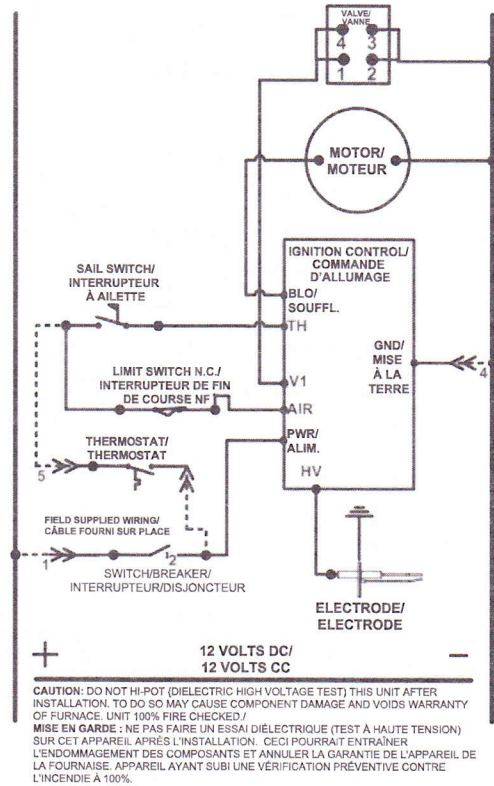 VALVE/
VANNE
4 3
1 2
MOTOR/
MOTEUR
IGNITION CONTROL/
COMMANDE
D'ALLUMAGE
SAIL SWITCH/
INTERRUPTEUR
À AILETTE
BLO/
SOUFFL.
TH
GND/
MISE
À LA
TERRE
4
LIMIT SWITCH N.C./
INTERRUPTEUR DE FIN
DE COURSE NF
V1
AIR
PWR/
ALIM.
HV
THERMOSTAT/
THERMOSTAT
5
FIELD SUPPLIED WIRING/
CÂBLE FOURNI SUR PLACE
1
2
SWITCH/BREAKER/
INTERRUPTEUR/DISJONCTEUR
ELECTRODE/
ELECTRODE
+ 12 VOLTS DC/ −
12 VOLTS CC
CAUTION: DO NOT HI-POT (DIELECTRIC HIGH VOLTAGE TEST) THIS UNIT AFTER
INSTALLATION. TO DO SO MAY CAUSE COMPONENT DAMAGE AND VOIDS WARRANTY
OF FURNACE. UNIT 100% FIRE CHECKED./
MISE EN GARDE : NE PAS FAIRE UN ESSAI DIÉLECTRIQUE (TEST À HAUTE TENSION)
SUR CET APPAREIL APRÈS L'INSTALLATION. CECI POURRAIT ENTRAÎNER
L'ENDOMMAGEMENT DES COMPOSANTS ET ANNULER LA GARANTIE DE L'APPAREIL DE
LA FOURNAISE. APPAREIL AYANT SUBI UNE VÉRIFICATION PRÉVENTIVE CONTRE
L'INCENDIE À 100%.